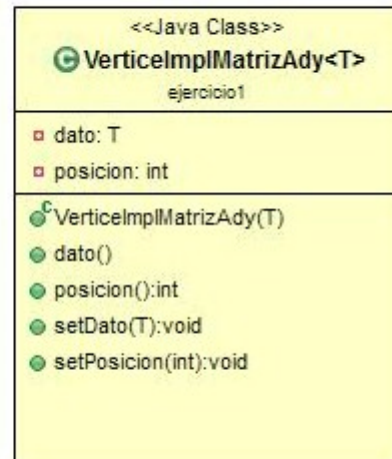 <<Java Class>>
VerticeImplMatrizAdy<T>
ejercicio1
dato: T
posicion: int
VerticeImplMatrizAdy(T)
dato()
posicion():int
setDato(T):void
setPosicion(int):void